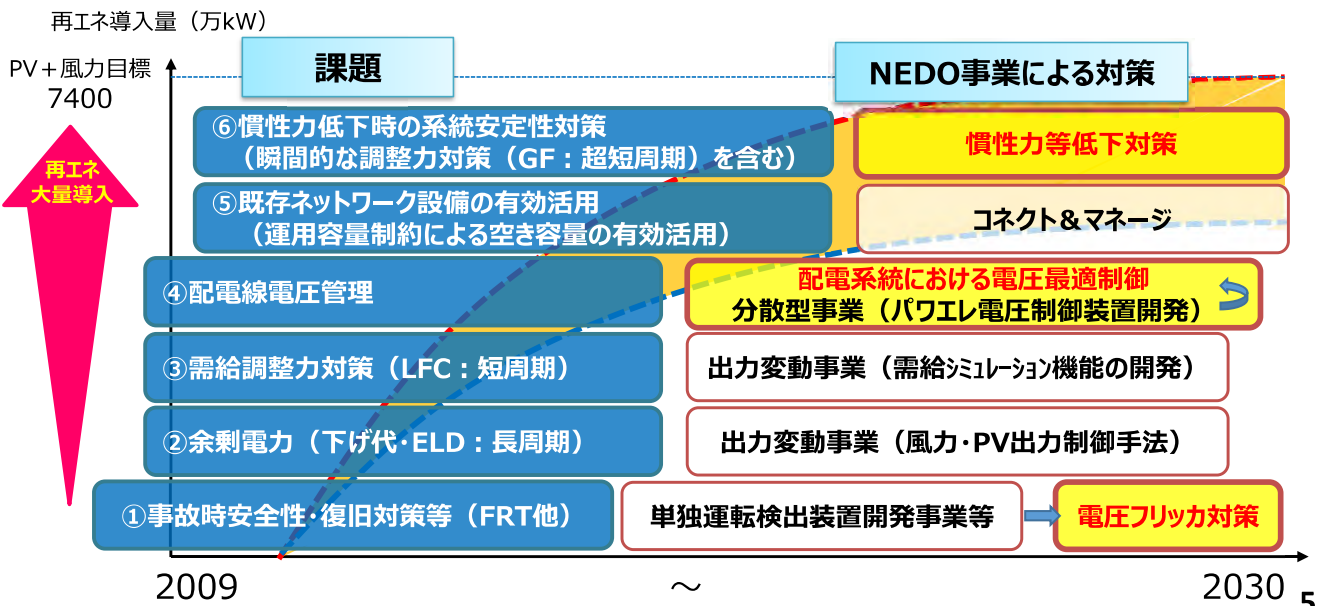 再エネ導入量（万kW）
PV＋風力目標
7400
再エネ
大量導入
課題
NEDO事業による対策
⑥慣性力低下時の系統安定性対策
（瞬間的な調整力対策（GF：超短周期）を含む）
慣性力等低下対策
⑤既存ネットワーク設備の有効活用
（運用容量制約による空き容量の有効活用）
コネクト＆マネージ
④配電線電圧管理
配電系統における電圧最適制御
分散型事業（パワエレ電圧制御装置開発）
③需給調整力対策（LFC：短周期）
出力変動事業（需給ｼﾐｭﾚｰｼｮﾝ機能の開発）
②余剰電力（下げ代・ELD：長周期）
出力変動事業（風力・PV出力制御手法）
①事故時安全性・復旧対策等（FRT他）
単独運転検出装置開発事業等
電圧フリッカ対策
2009
～
2030
5